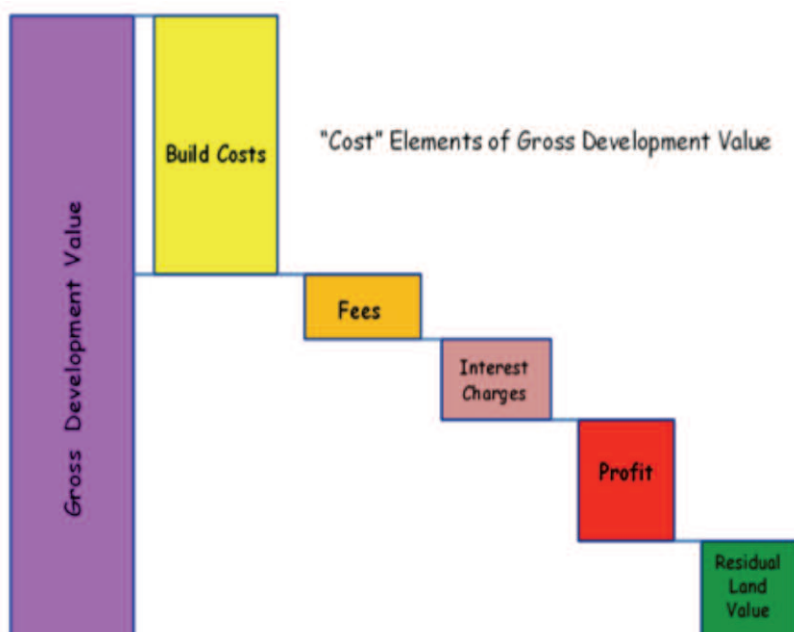 Gross Development Value
Build Costs
"Cost" Elements of Gross Development Value
Fees
Interest
Charges
Profit
Residual
Land
Value